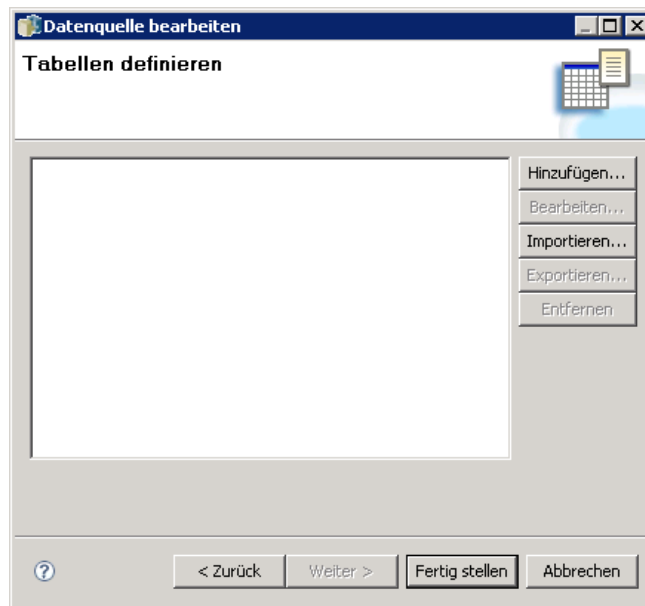 Datenquelle bearbeiten
Tabellen definieren
Hinzufügen...
Bearbeiten...
Importieren...
Exportieren...
Entfernen
?
< Zurück
Weiter >
Fertig stellen
Abbrechen